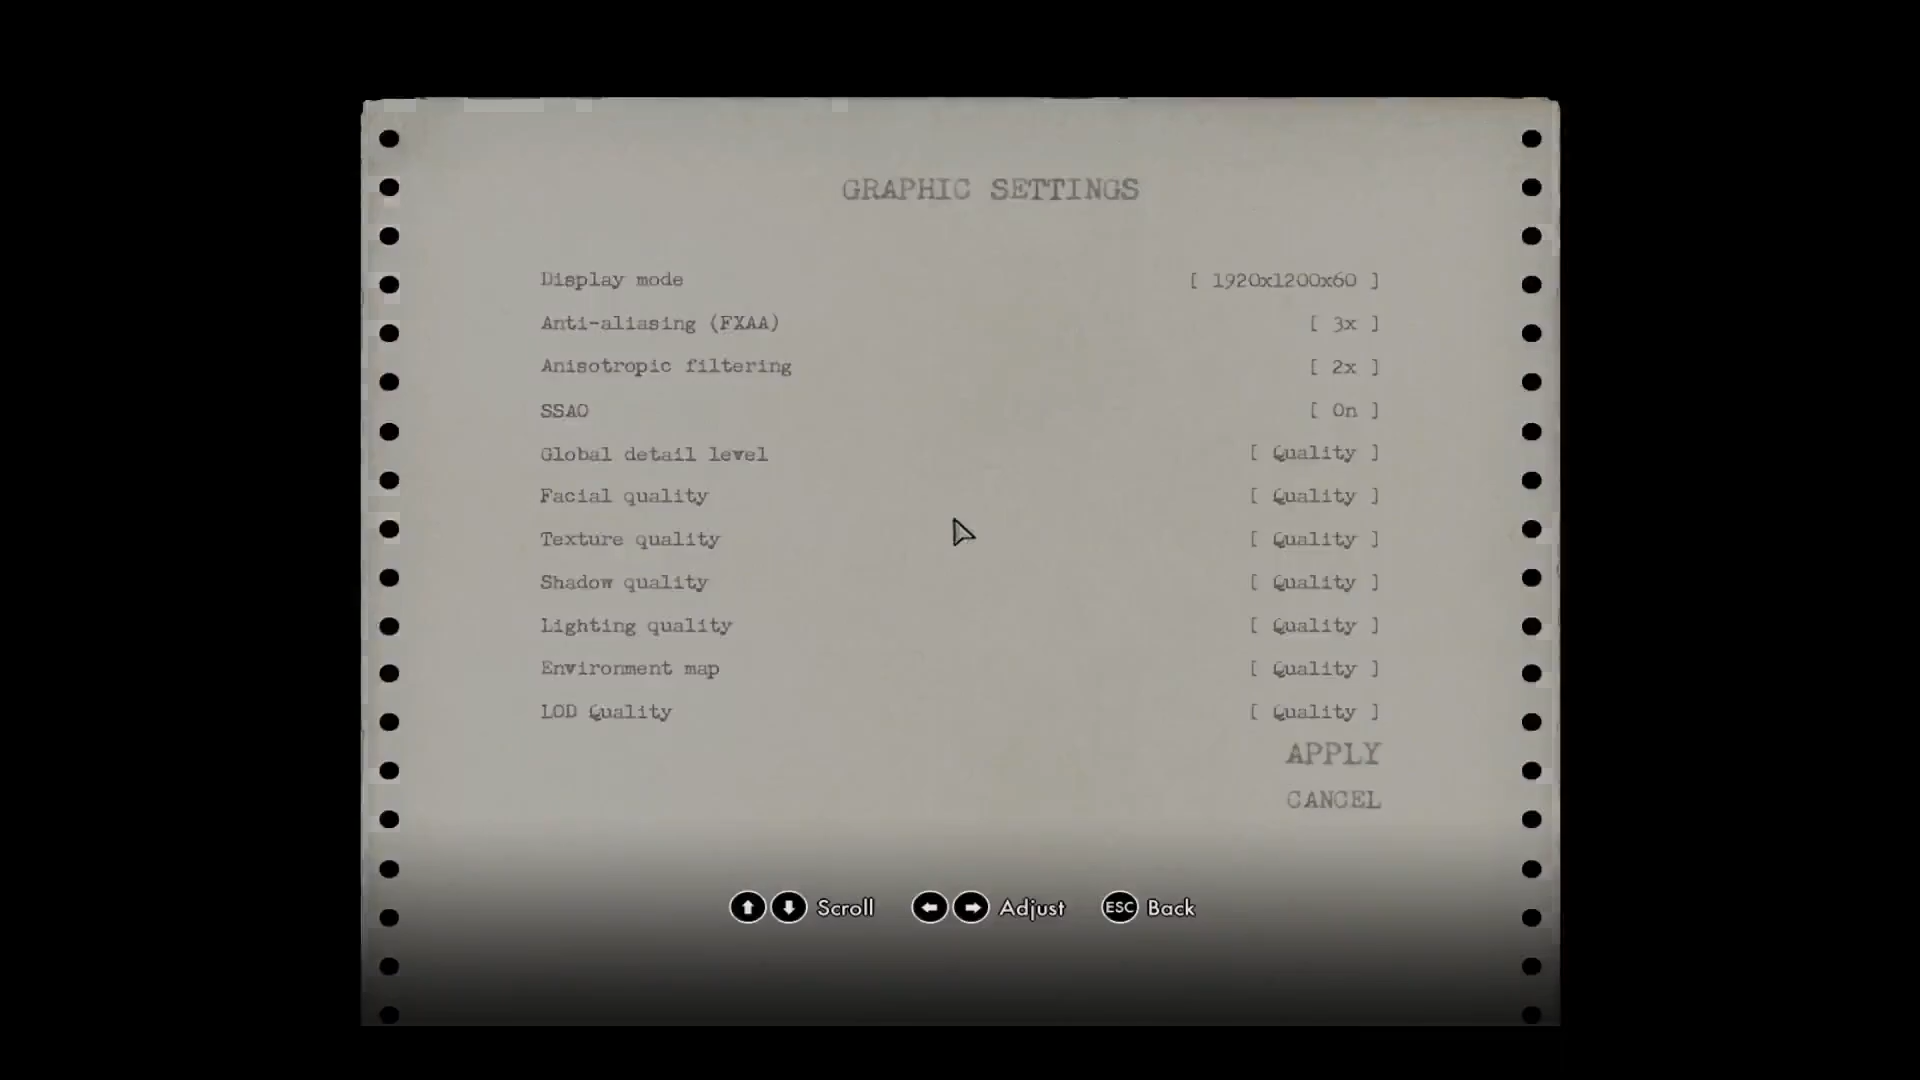 GRAPHIC SETTINGS
Display mode [ 1920x1200x60 ]
Anti-aliasing (FXAA) [ 3x ]
Anisotropic filtering [ 2x ]
SSAO [ On ]
Global detail level [ Quality ]
Facial quality [ Quality ]
Texture quality [ Quality ]
Shadow quality [ Quality ]
Lighting quality [ Quality ]
Environment map [ Quality ]
LOD Quality [ Quality ]
APPLY
CANCEL
Scroll Adjust ESC Back